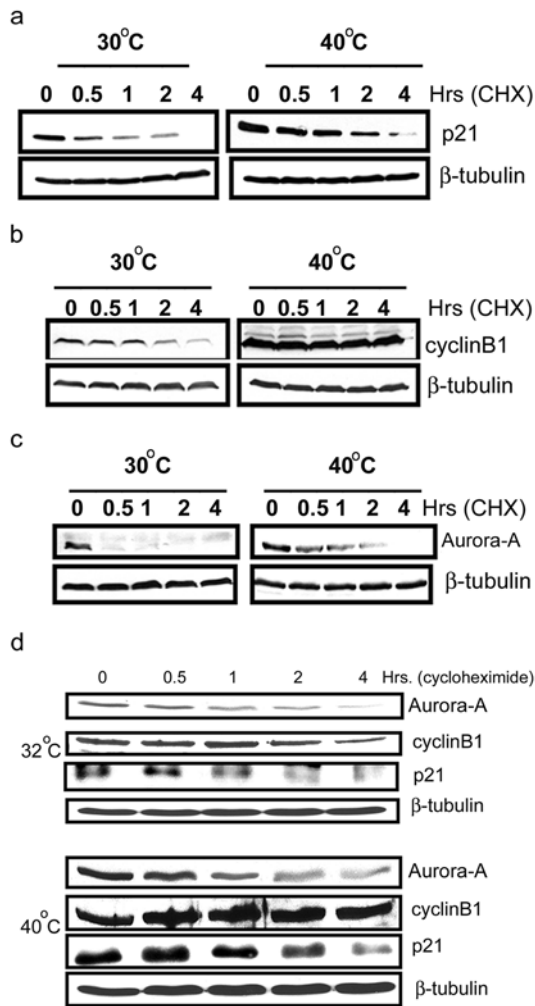 a
30°C 40°C
0 0.5 1 2 4 0 0.5 1 2 4 Hrs (CHX)
p21
β-tubulin
b
30°C 40°C
0 0.5 1 2 4 0 0.5 1 2 4 Hrs (CHX)
cyclinB1
β-tubulin
c
30°C 40°C
0 0.5 1 2 4 0 0.5 1 2 4 Hrs (CHX)
Aurora-A
β-tubulin
d
0 0.5 1 2 4 Hrs. (cycloheximide)
Aurora-A
32°C cyclinB1
p21
β-tubulin
Aurora-A
40°C cyclinB1
p21
β-tubulin